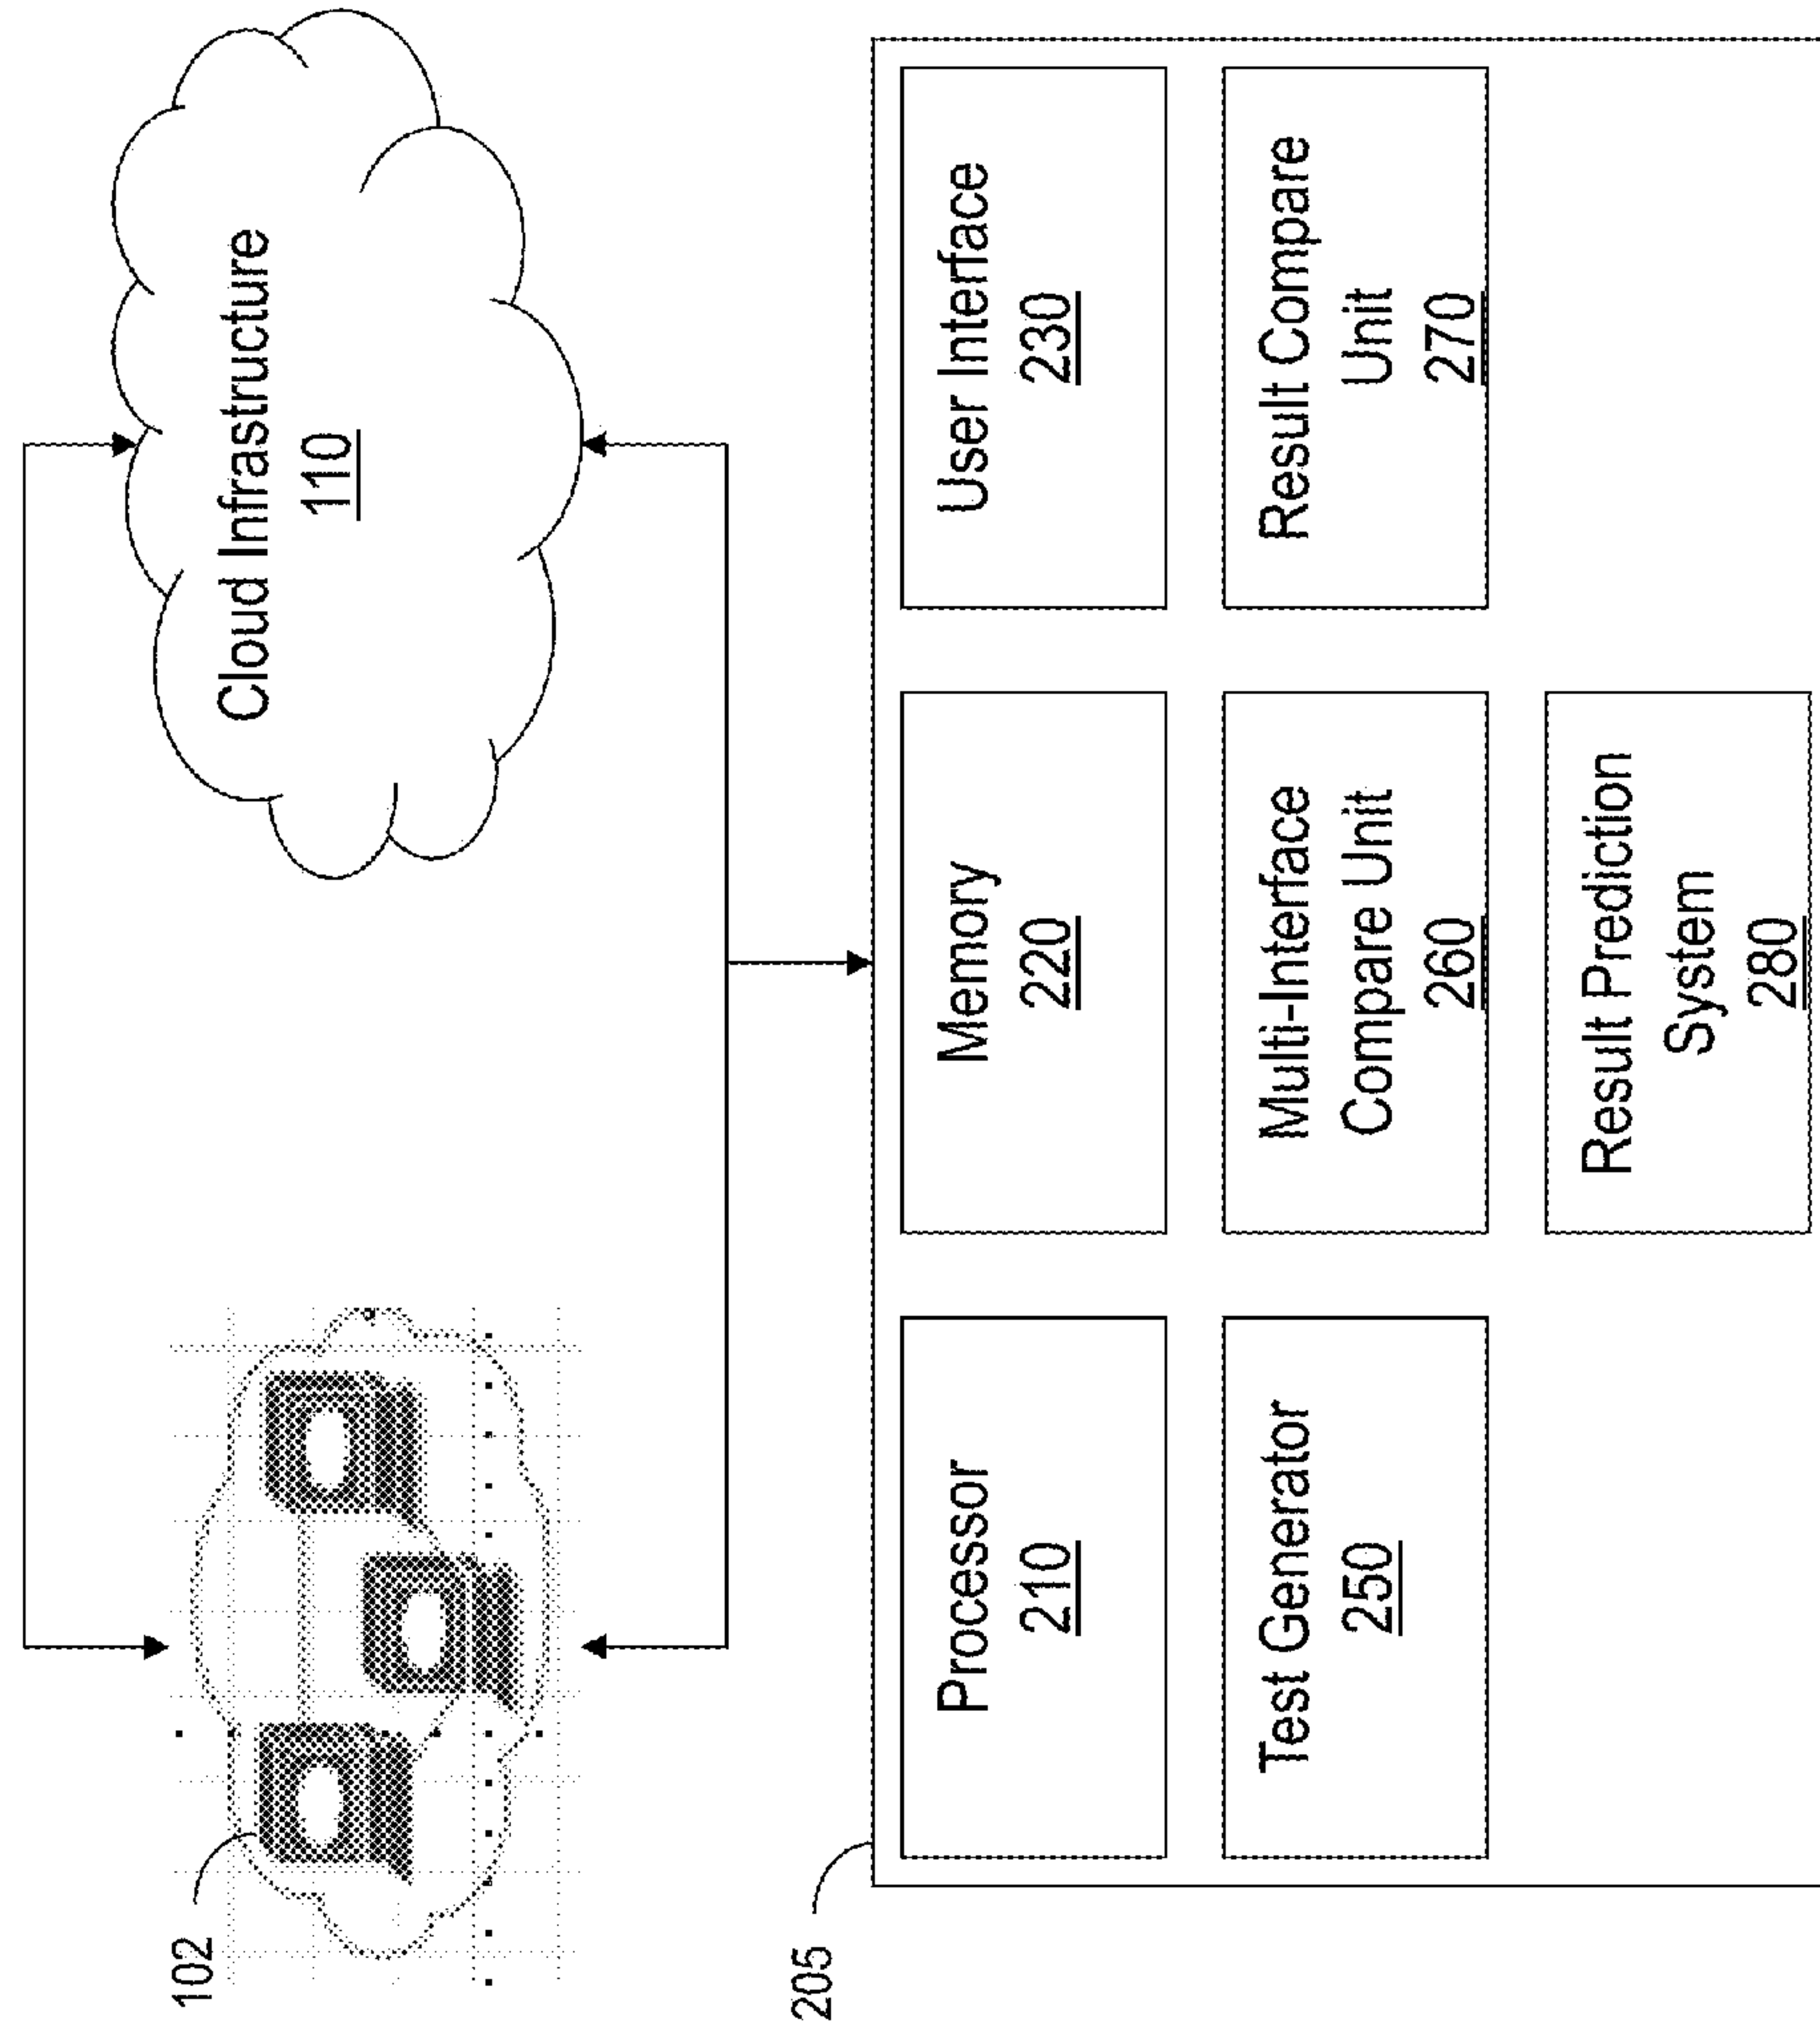 102
Cloud Infrastructure
110
205
Processor
210
Memory
220
User Interface
230
Test Generator
250
Multi-Interface
Compare Unit
260
Result Compare
Unit
270
Result Prediction
System
280